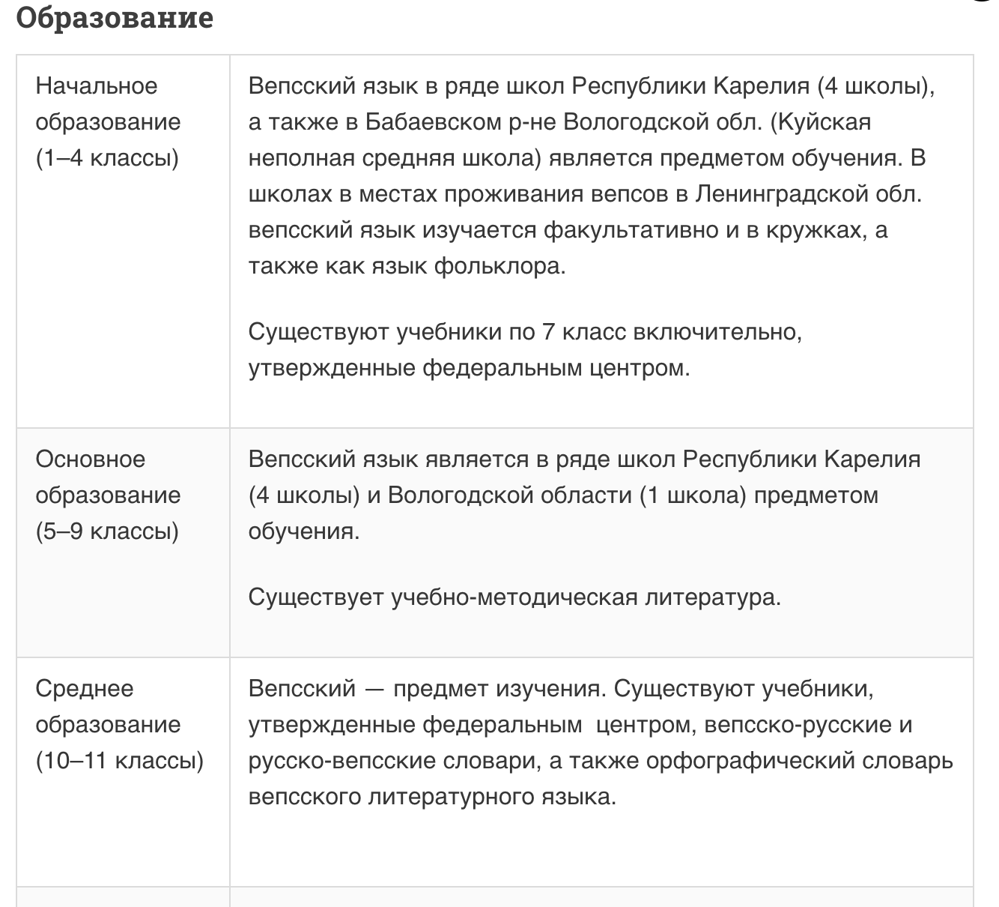 Образование
Начальное
образование
(1–4 классы)
Вепсский язык в ряде школ Республики Карелия (4 школы),
а также в Бабаевском р-не Вологодской обл. (Куйская
неполная средняя школа) является предметом обучения. В
школах в местах проживания вепсов в Ленинградской обл.
вепсский язык изучается факультативно и в кружках, а
также как язык фольклора.
Существуют учебники по 7 класс включительно,
утвержденные федеральным центром.
Основное
образование
(5–9 классы)
Вепсский язык является в ряде школ Республики Карелия
(4 школы) и Вологодской области (1 школа) предметом
обучения.
Существует учебно-методическая литература.
Среднее
образование
(10–11 классы)
Вепсский — предмет изучения. Существуют учебники,
утвержденные федеральным  центром, вепсско-русские и
русско-вепсские словари, а также орфографический словарь
вепсского литературного языка.